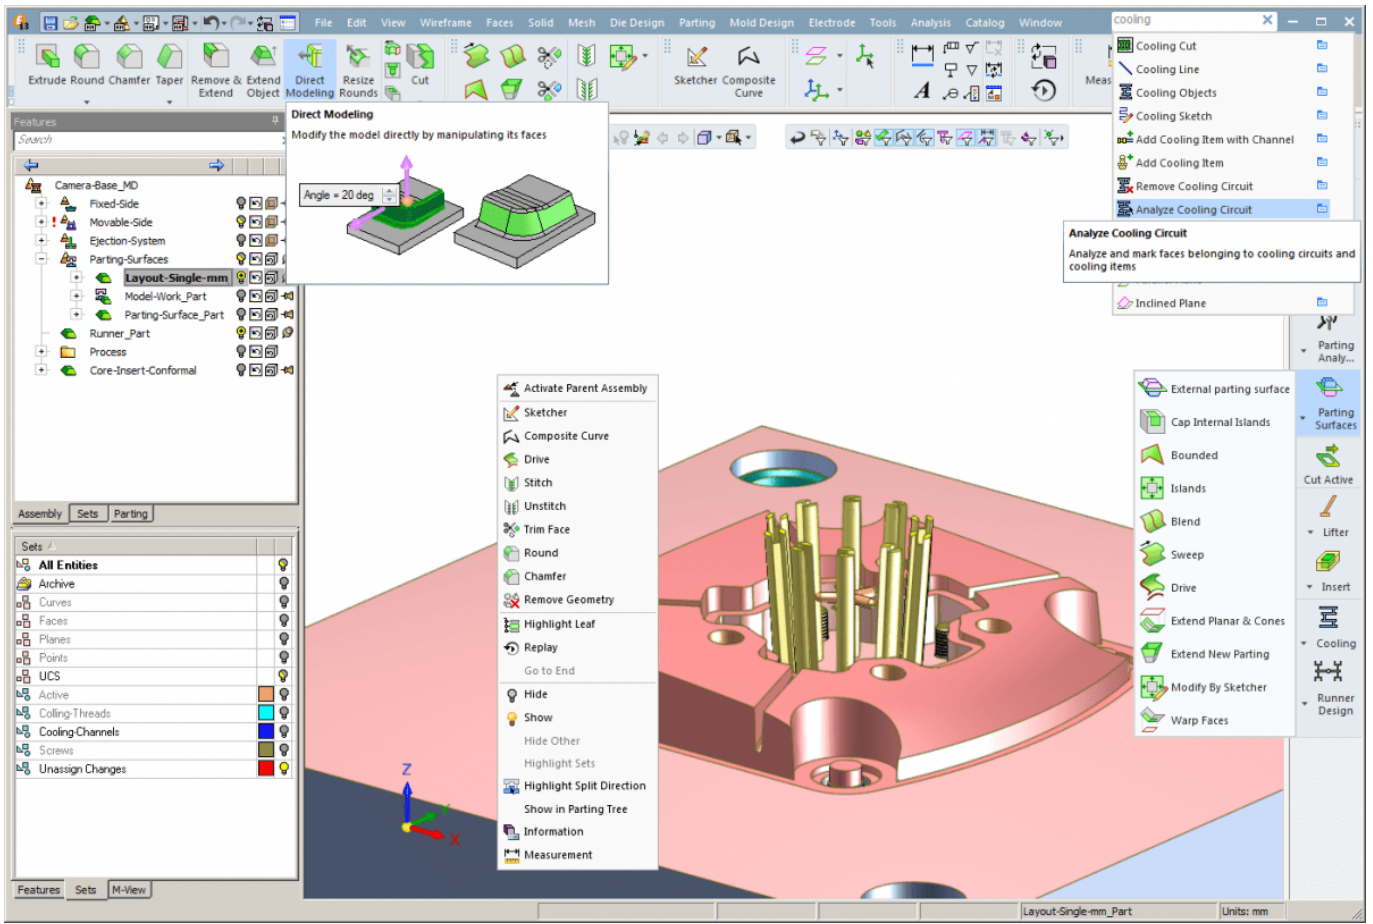 File Edit View Wireframe Faces Solid Mesh Die Design Parting Mold Design Electrode Tools Analysis Catalog Window
cooling
Extrude Round Chamfer Taper Remove & Extend Extend Object Direct Modeling Resize Rounds Cut
Sketcher Composite Curve
A
Meas
Direct Modeling
Modify the model directly by manipulating its faces
Angle = 20 deg
Features
Search
Camera-Base_MD
Fixed-Side
Movable-Side
Ejection-System
Parting-Surfaces
Layout-Single-mm
Model-Work_Part
Parting-Surface_Part
Runner_Part
Process
Core-Insert-Conformal
Assembly Sets Parting
Sets
All Entities
Archive
Curves
Faces
Planes
Points
UCS
Active
Colling-Threads
Cooling-Channels
Screws
Unassign Changes
Features Sets M-View
Activate Parent Assembly
Sketcher
Composite Curve
Drive
Stitch
Unstitch
Trim Face
Round
Chamfer
Remove Geometry
Highlight Leaf
Replay
Go to End
Hide
Show
Hide Other
Highlight Sets
Highlight Split Direction
Show in Parting Tree
Information
Measurement
Z
Y
X
Cooling Cut
Cooling Line
Cooling Objects
Cooling Sketch
Add Cooling Item with Channel
Add Cooling Item
Remove Cooling Circuit
Analyze Cooling Circuit
Analyze Cooling Circuit
Analyze and mark faces belonging to cooling circuits and
cooling items
Inclined Plane
External parting surface
Cap Internal Islands
Bounded
Islands
Blend
Sweep
Drive
Extend Planar & Cones
Extend New Parting
Modify By Sketcher
Warp Faces
Parting
Analy...
Parting
Surfaces
Cut Active
Lifter
Insert
Cooling
Runner
Design
Layout-Single-mm_Part
Units: mm